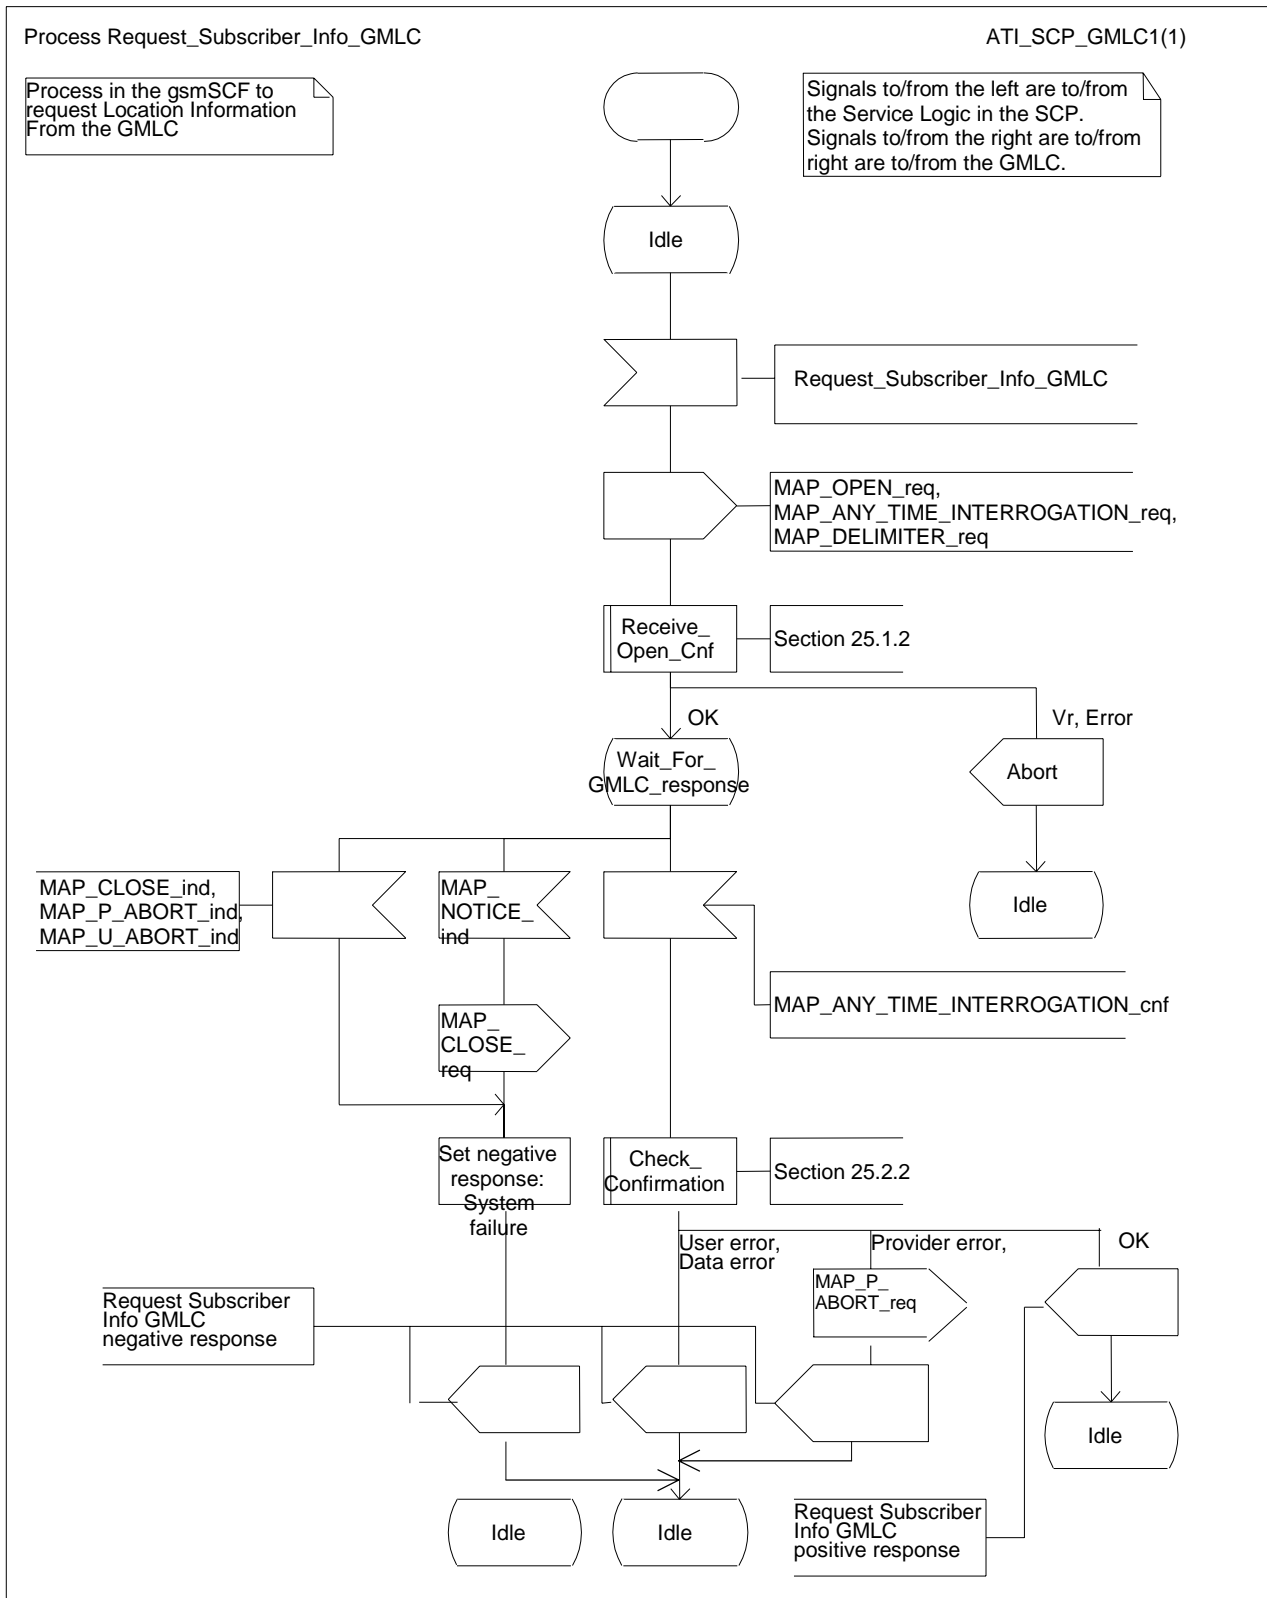 Process Request_Subscriber_Info_GMLC
ATI_SCP_GMLC1(1)
Process in the gsmSCF to
request Location Information
From the GMLC
Signals to/from the left are to/from
the Service Logic in the SCP.
Signals to/from the right are to/from
right are to/from the GMLC.
Idle
Request_Subscriber_Info_GMLC
MAP_OPEN_req,
MAP_ANY_TIME_INTERROGATION_req,
MAP_DELIMITER_req
Receive_
Open_Cnf
Section 25.1.2
OK
Vr, Error
Wait_For_
GMLC_response
Abort
MAP_CLOSE_ind,
MAP_P_ABORT_ind,
MAP_U_ABORT_ind
MAP_
NOTICE_
ind
Idle
MAP_ANY_TIME_INTERROGATION_cnf
MAP_
CLOSE_
req
Set negative
response:
System
failure
Check_
Confirmation
Section 25.2.2
User error,
Data error
Provider error,
OK
MAP_P_
ABORT_req
Request Subscriber
Info GMLC
negative response
Idle
Idle
Idle
Request Subscriber
Info GMLC
positive response